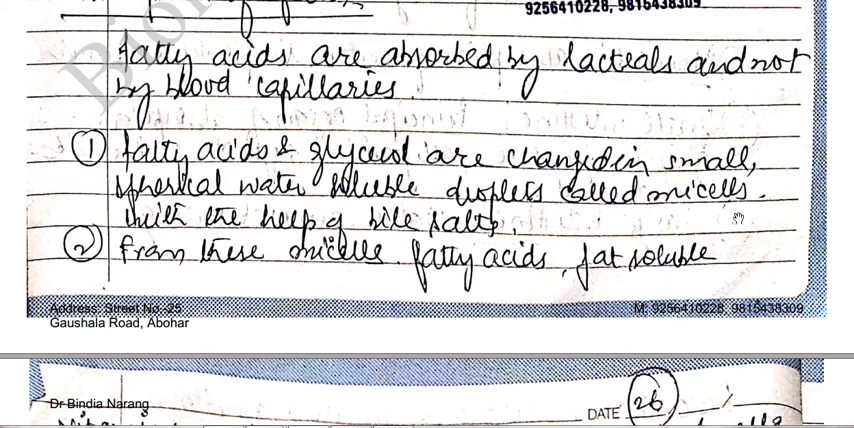 9256410228, 9815438309
fatty acids are absorbed by lacteals and not
by blood capillaries.
① fatty acids & glycerol are changed in small,
spherical water soluble droplets called micells.
with the help of bile salts.
② from these micelles fatty acids, fat soluble
Address: Street No.-25 M: 9256410228, 9815438309
Gaushala Road, Abohar
Dr Bindia Narang
DATE 26